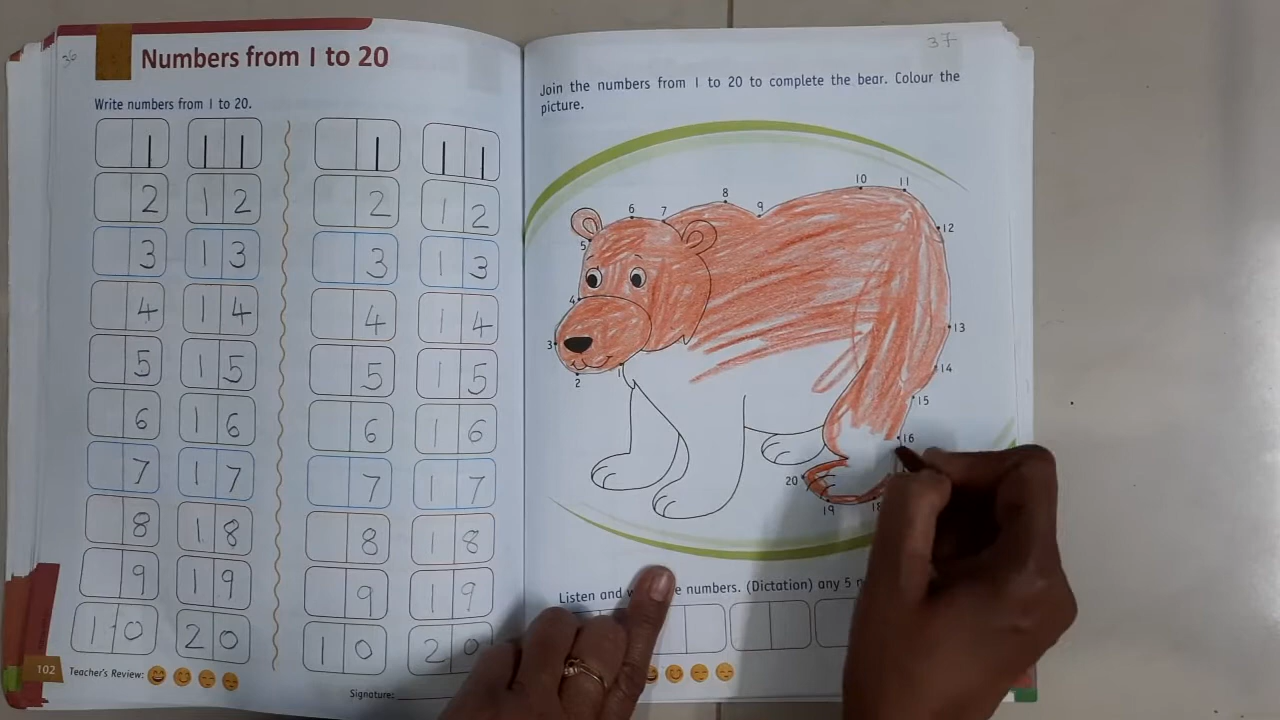 36
Numbers from 1 to 20
Write numbers from 1 to 20.
1 11 1 11
2 12 2 12
3 13 3 13
4 14 4 14
5 15 5 15
6 16 6 16
7 17 7 17
8 18 8 18
9 19 9 19
10 20 10 20
102 Teacher's Review:
Signature:
37
Join the numbers from 1 to 20 to complete the bear. Colour the
picture.
10 11
8
6 7 9
12
5
4
13
3
1 14
2
15
16
20
19 18
Listen and numbers. (Dictation) any 5